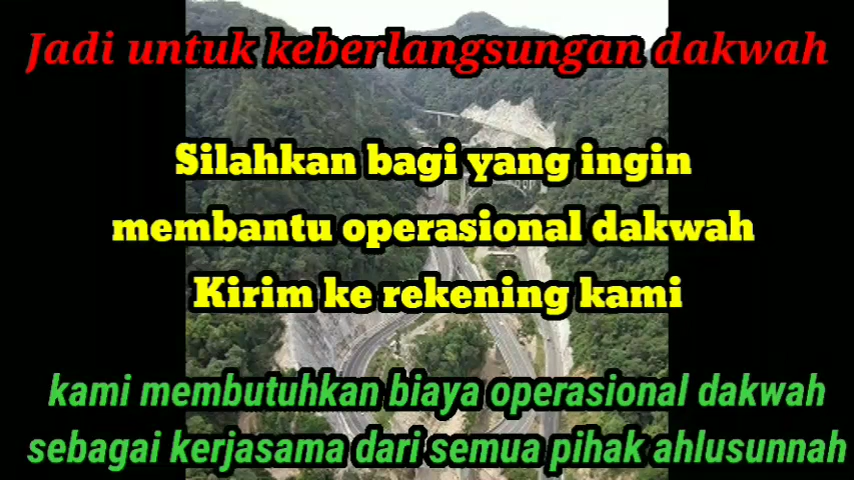 Jadi untuk keberlangsungan dakwah
Silahkan bagi yang ingin
membantu operasional dakwah
Kirim ke rekening kami
kami membutuhkan biaya operasional dakwah
sebagai kerjasama dari semua pihak ahlusunnah